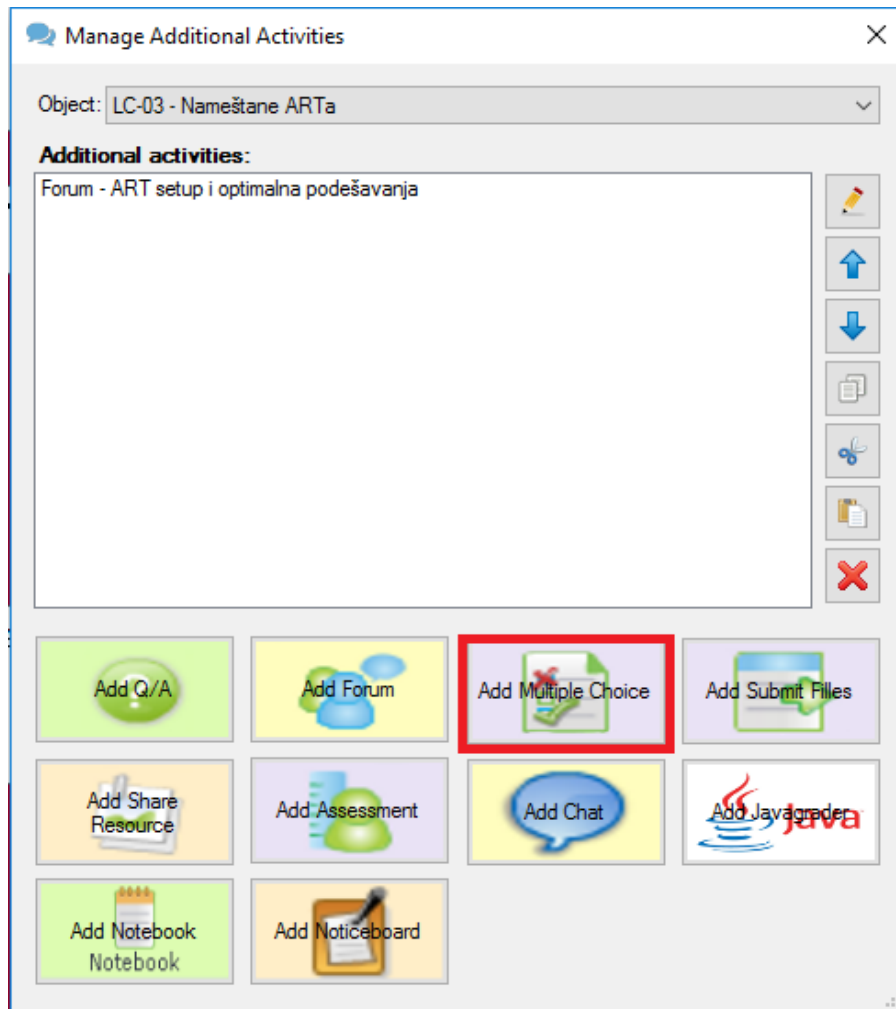 Manage Additional Activities
Object: LC-03 - Nameštane ARTa
Additional activities:
Forum - ART setup i optimalna podešavanja
Add Q/A
Add Forum
Add Multiple Choice
Add Submit Filles
Add Share
Resource
Add Assessment
Add Chat
Add Javagrader
Java
Add Notebook
Notebook
Add Noticeboard